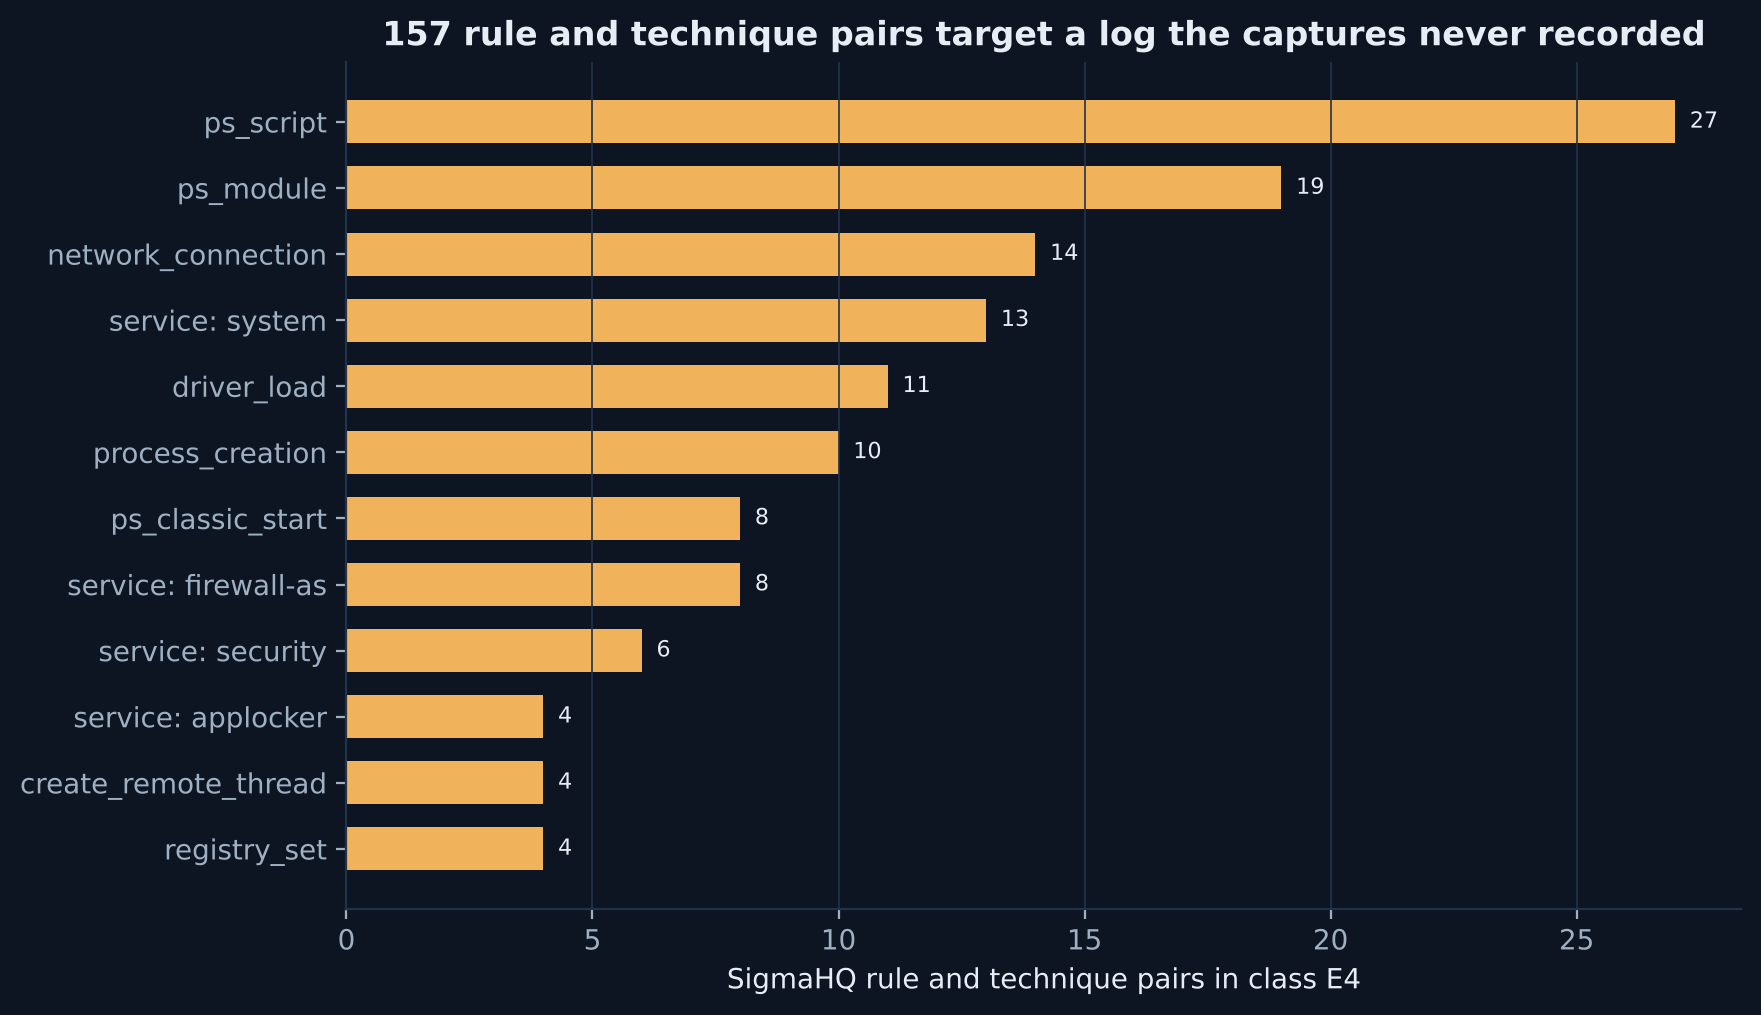 157 rule and technique pairs target a log the captures never recorded
ps_script 27
ps_module 19
network_connection 14
service: system 13
driver_load 11
process_creation 10
ps_classic_start 8
service: firewall-as 8
service: security 6
service: applocker 4
create_remote_thread 4
registry_set 4
0 5 10 15 20 25
SigmaHQ rule and technique pairs in class E4